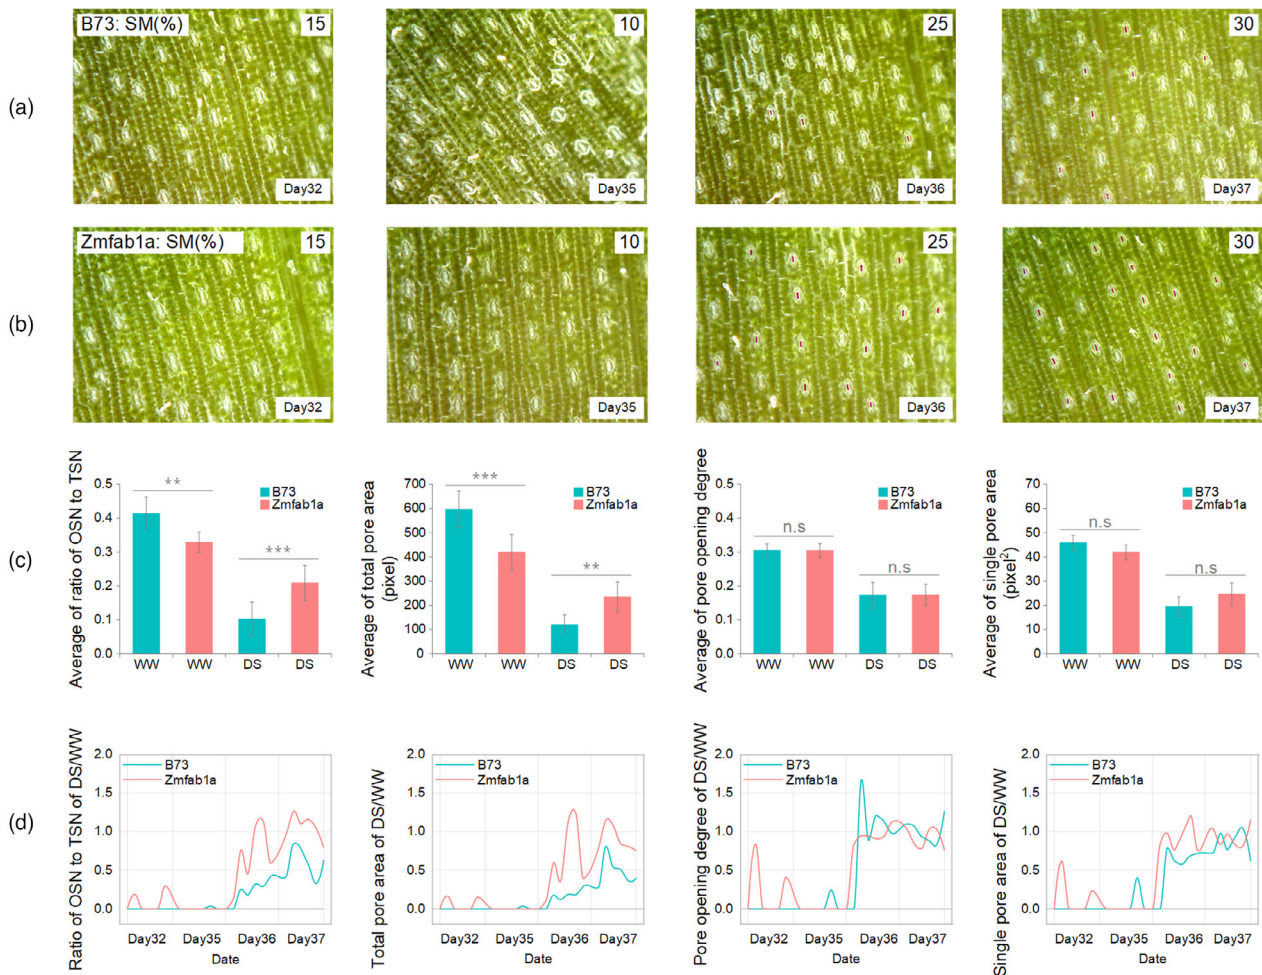 (a)
B73: SM(%)
15
Day32
10
Day35
25
Day36
30
Day37
(b)
Zmfab1a: SM(%)
15
Day32
10
Day35
25
Day36
30
Day37
(c)
Average of ratio of OSN to TSN
0.5
0.4
0.3
0.2
0.1
0.0
**
***
B73
Zmfab1a
WW
WW
DS
DS
Average of total pore area
(pixel)
700
600
500
400
300
200
100
0
***
**
B73
Zmfab1a
WW
WW
DS
DS
Average of pore opening degree
0.5
0.4
0.3
0.2
0.1
0.0
n.s
n.s
B73
Zmfab1a
WW
WW
DS
DS
Average of single pore area
(pixel²)
70
60
50
40
30
20
10
0
n.s
n.s
B73
Zmfab1a
WW
WW
DS
DS
(d)
Ratio of OSN to TSN of DS/WW
2.0
1.5
1.0
0.5
0.0
B73
Zmfab1a
Day32
Day35
Day36
Day37
Date
Total pore area of DS/WW
2.0
1.5
1.0
0.5
0.0
B73
Zmfab1a
Day32
Day35
Day36
Day37
Date
Pore opening degree of DS/WW
2.0
1.5
1.0
0.5
0.0
B73
Zmfab1a
Day32
Day35
Day36
Day37
Date
Single pore area of DS/WW
2.0
1.5
1.0
0.5
0.0
B73
Zmfab1a
Day32
Day35
Day36
Day37
Date